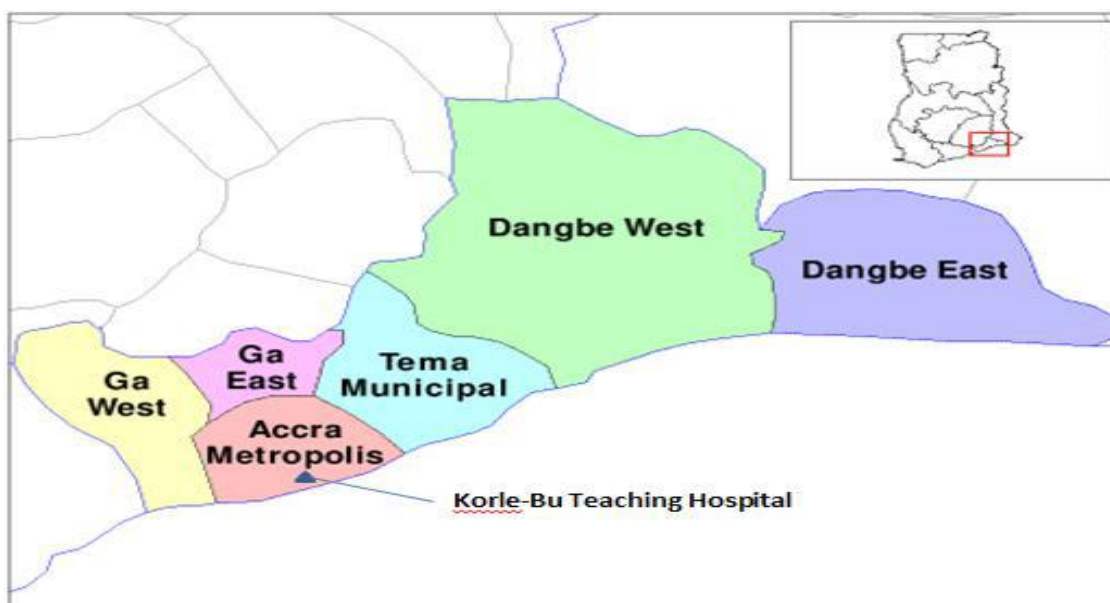 Dangbe West
Dangbe East
Ga
East
Tema
Municipal
Ga
West
Accra
Metropolis
Korle-Bu Teaching Hospital